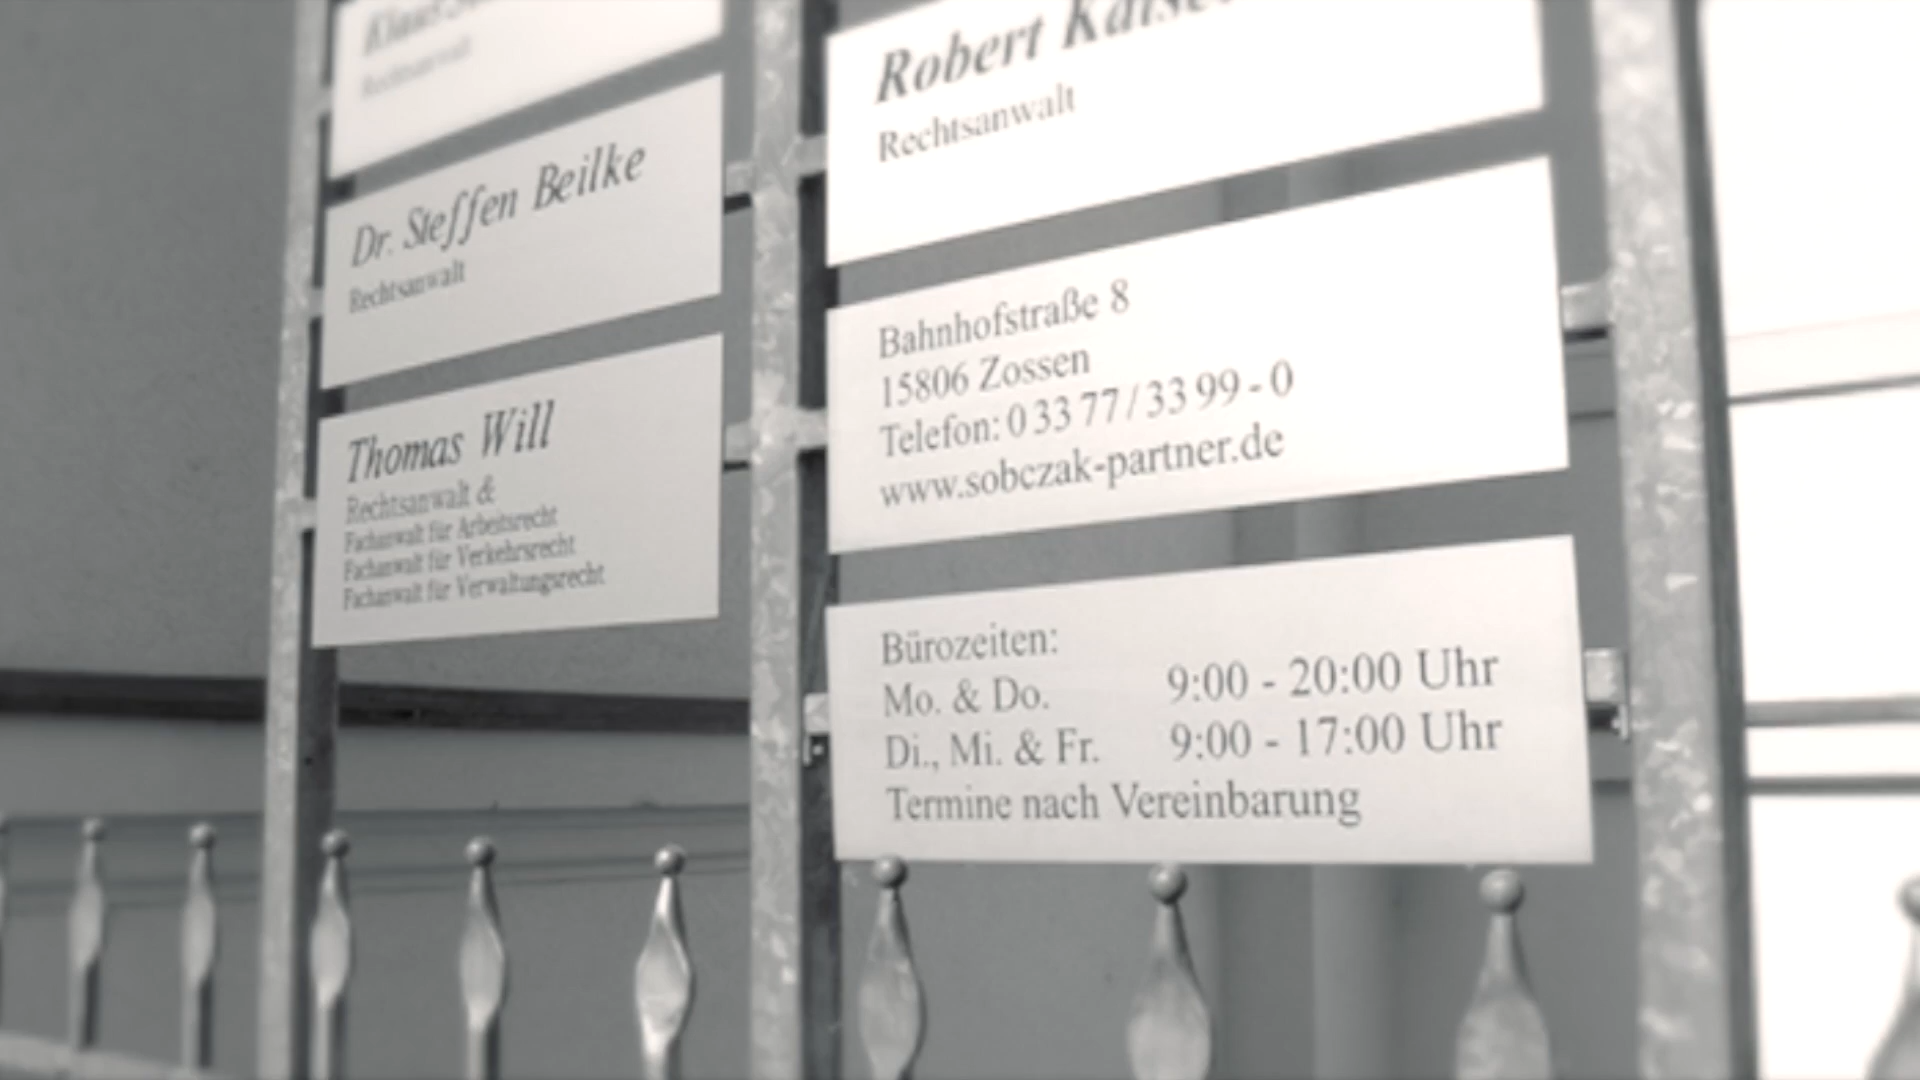 Rechtsanwalt
Dr. Steffen Beilke
Rechtsanwalt
Thomas Will
Rechtsanwalt &
Fachanwalt für Arbeitsrecht
Fachanwalt für Verkehrsrecht
Fachanwalt für Verwaltungsrecht
Robert Kaiser
Rechtsanwalt
Bahnhofstraße 8
15806 Zossen
Telefon: 0 33 77 / 33 99 - 0
www.sobczak-partner.de
Bürozeiten:
Mo. & Do. 9:00 - 20:00 Uhr
Di., Mi. & Fr. 9:00 - 17:00 Uhr
Termine nach Vereinbarung